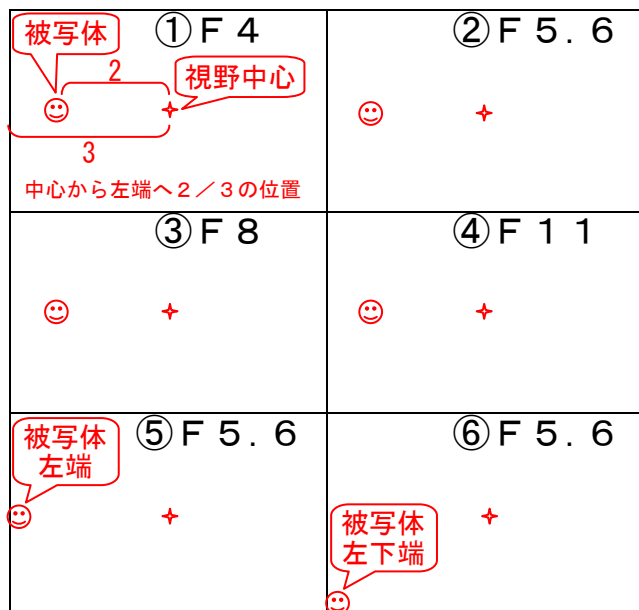 被写体
①Ｆ４
２
視野中心
３
中心から左端へ２／３の位置
②Ｆ５．６
③Ｆ８
④Ｆ１１
⑤Ｆ５．６
被写体
左端
⑥Ｆ５．６
被写体
左下端